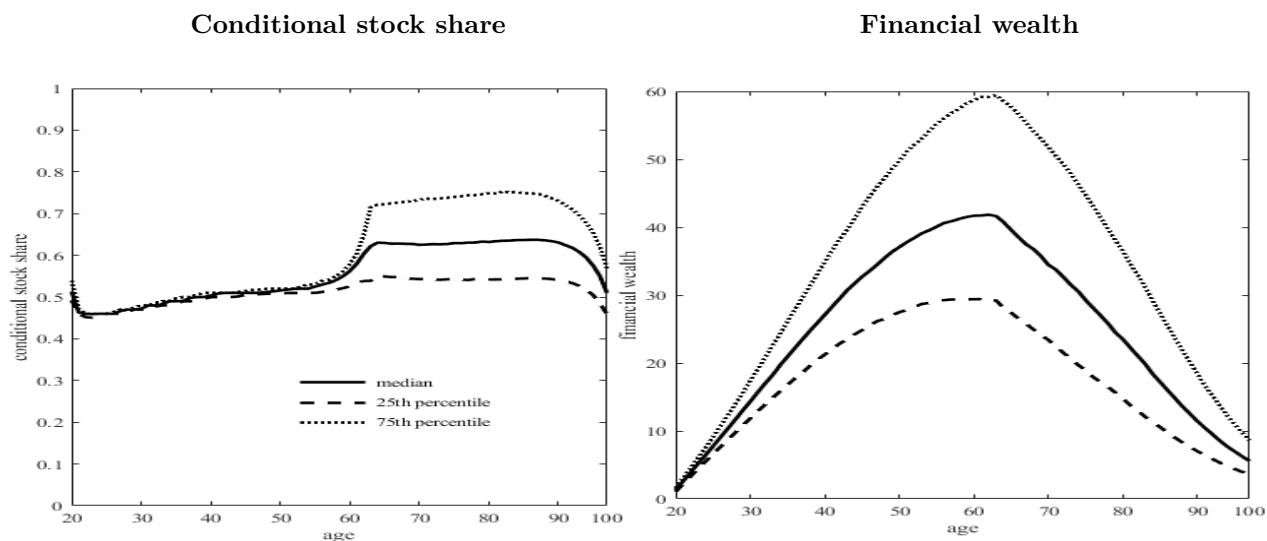 Conditional stock share
conditional stock share
1
0.9
0.8
0.7
0.6
0.5
0.4
0.3
0.2
0.1
0
median
25th percentile
75th percentile
20 30 40 50 60 70 80 90 100
age
Financial wealth
financial wealth
60
50
40
30
20
10
0
20 30 40 50 60 70 80 90 100
age